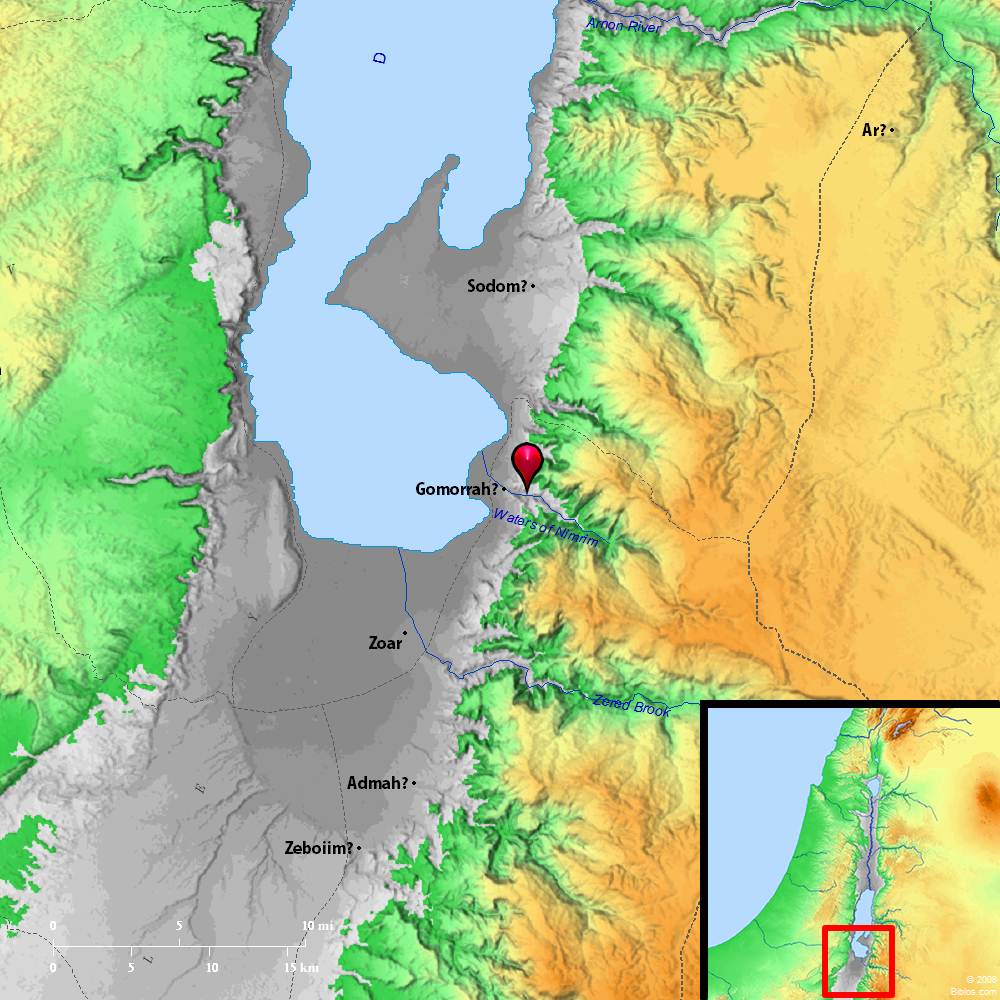 Arnon River
D
Ar?
V
Sodom?
Gomorrah?
Waters of Nimrim
Y
Zoar
Zered Brook
Admah?
E
Zeboiim?
0 5 10 mi
L
0 5 10 15 km
© 2008
Biblos.com